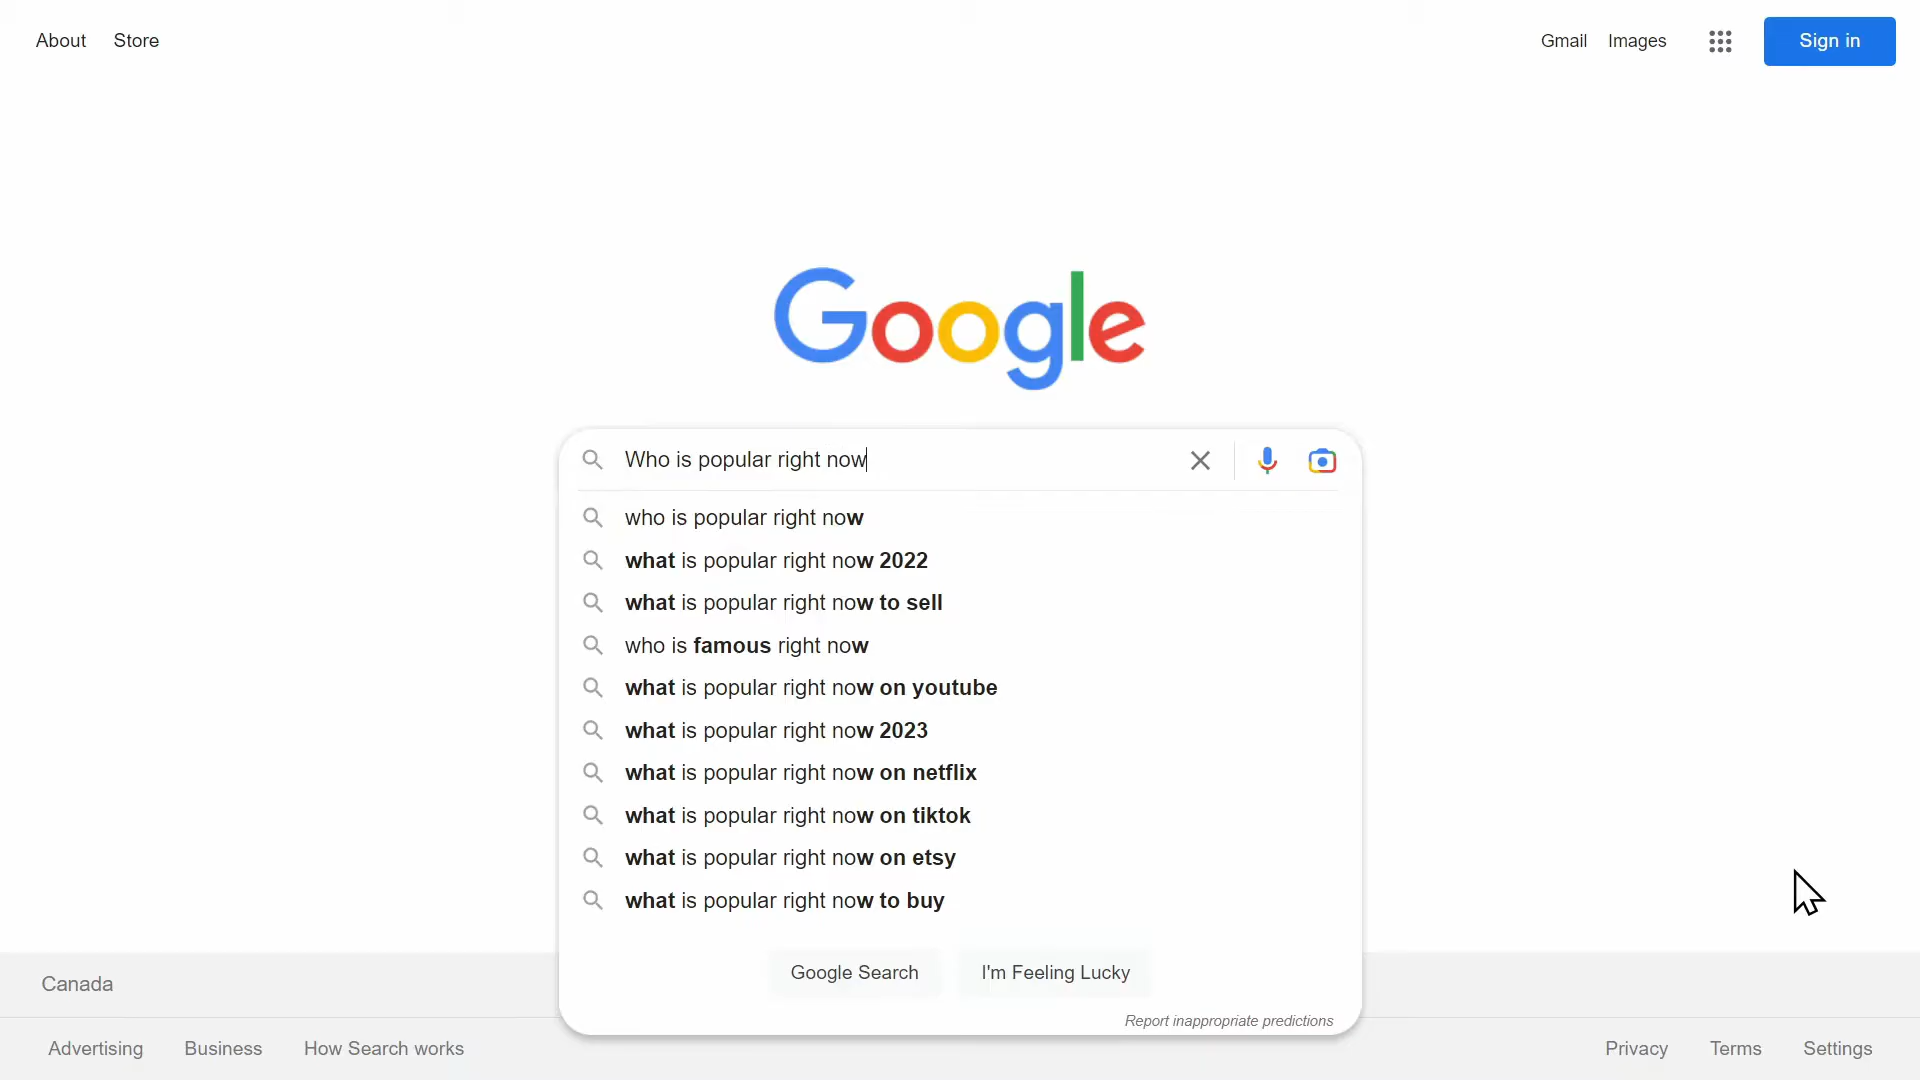 About Store
Gmail Images Sign in
Google
Who is popular right now
who is popular right now
what is popular right now 2022
what is popular right now to sell
who is famous right now
what is popular right now on youtube
what is popular right now 2023
what is popular right now on netflix
what is popular right now on tiktok
what is popular right now on etsy
what is popular right now to buy
Google Search I'm Feeling Lucky
Report inappropriate predictions
Canada
Advertising Business How Search works
Privacy Terms Settings